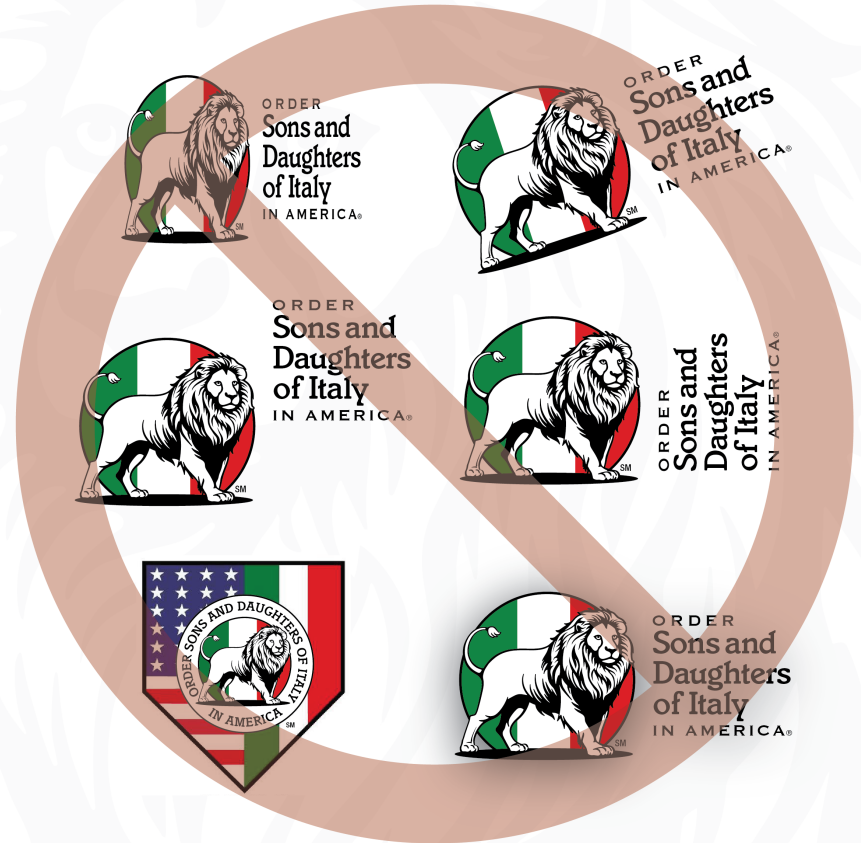 ORDER
Sons and
Daughters
of Italy
IN AMERICA®
SM
ORDER
Sons and
Daughters
of Italy
IN AMERICA®
SM
ORDER
Sons and
Daughters
of Italy
IN AMERICA®
SM
ORDER
Sons and
Daughters
of Italy
IN AMERICA®
SM
ORDER SONS AND DAUGHTERS OF ITALY
IN AMERICA
SM
ORDER
Sons and
Daughters
of Italy
IN AMERICA®
SM